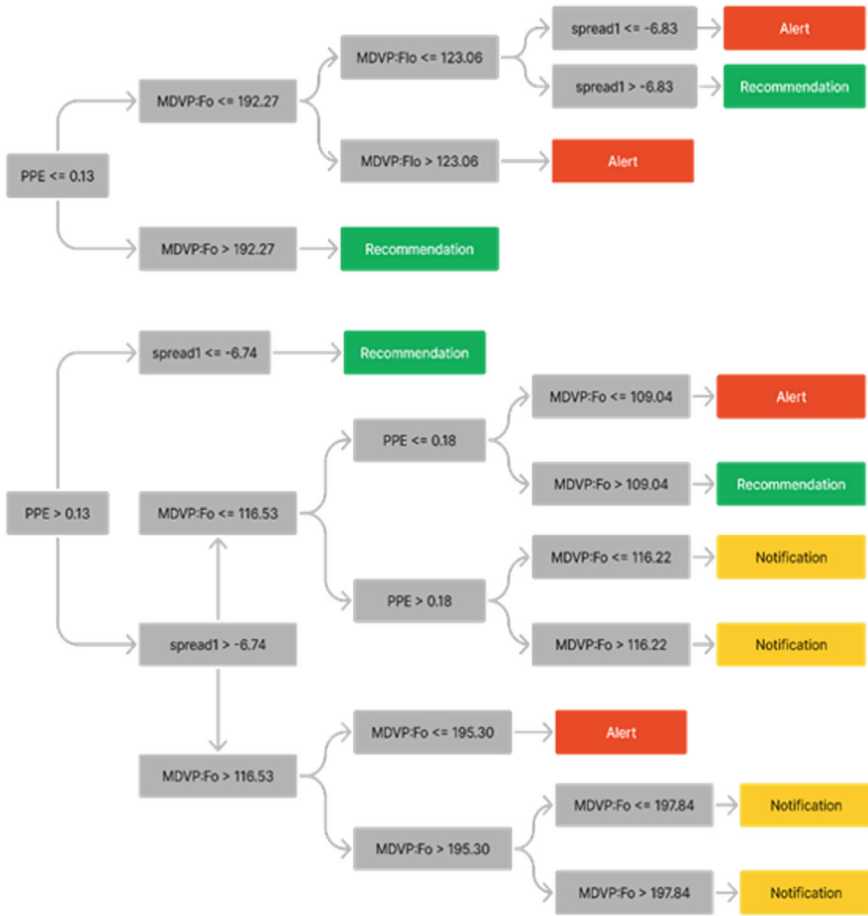 spread1 <= -6.83
Alert
MDVP:Flo <= 123.06
spread1 > -6.83
Recommendation
MDVP:Fo <= 192.27
MDVP:Flo > 123.06
Alert
PPE <= 0.13
MDVP:Fo > 192.27
Recommendation
spread1 <= -6.74
Recommendation
MDVP:Fo <= 109.04
Alert
PPE <= 0.18
MDVP:Fo > 109.04
Recommendation
PPE > 0.13
MDVP:Fo <= 116.53
MDVP:Fo <= 116.22
Notification
PPE > 0.18
MDVP:Fo > 116.22
Notification
spread1 > -6.74
MDVP:Fo <= 195.30
Alert
MDVP:Fo > 116.53
MDVP:Fo <= 197.84
Notification
MDVP:Fo > 195.30
MDVP:Fo > 197.84
Notification